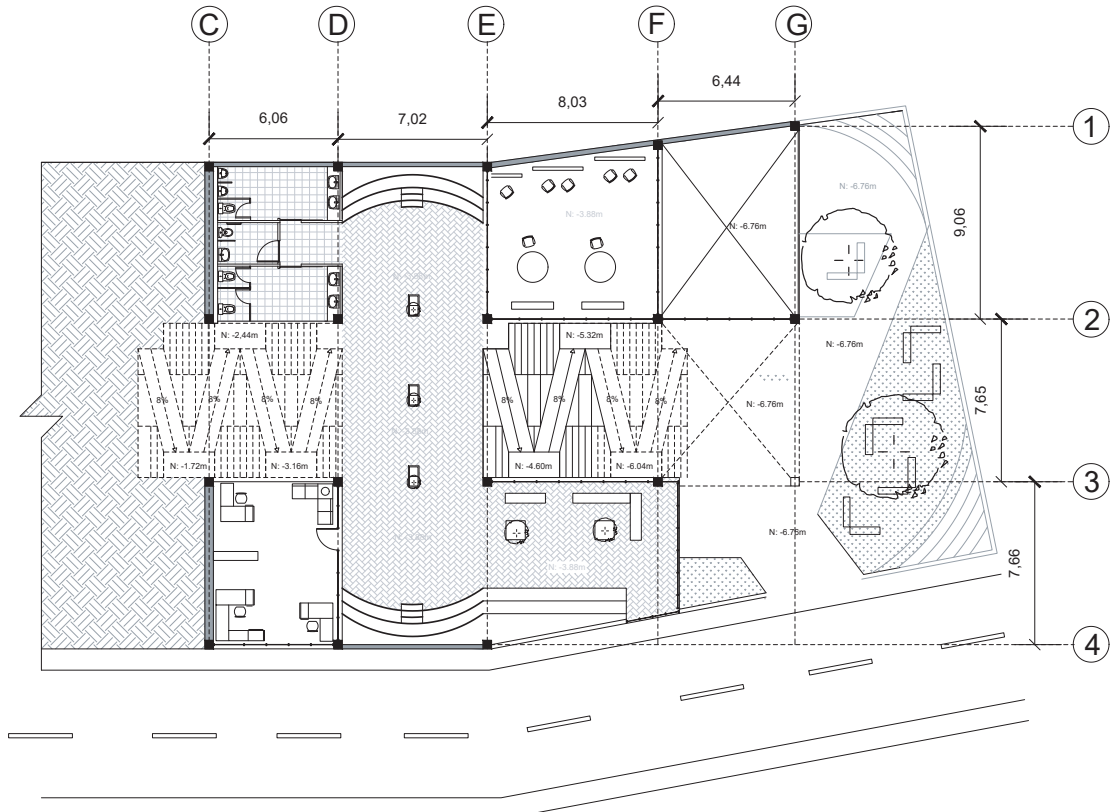 C
D
E
F
G
6,44
8,03
6,06
7,02
1
N: -6.76m
N: -3.88m
N: -6.76m
9,06
2
N: -2,44m
N: -5.32m
N: -6.76m
8%
8%
8%
8%
8%
8%
8%
8%
N: -6.76m
7,65
N: -1.72m
N: -3.16m
N: -4.60m
N: -6.04m
3
N: -6.76m
N: -3.88m
7,66
4